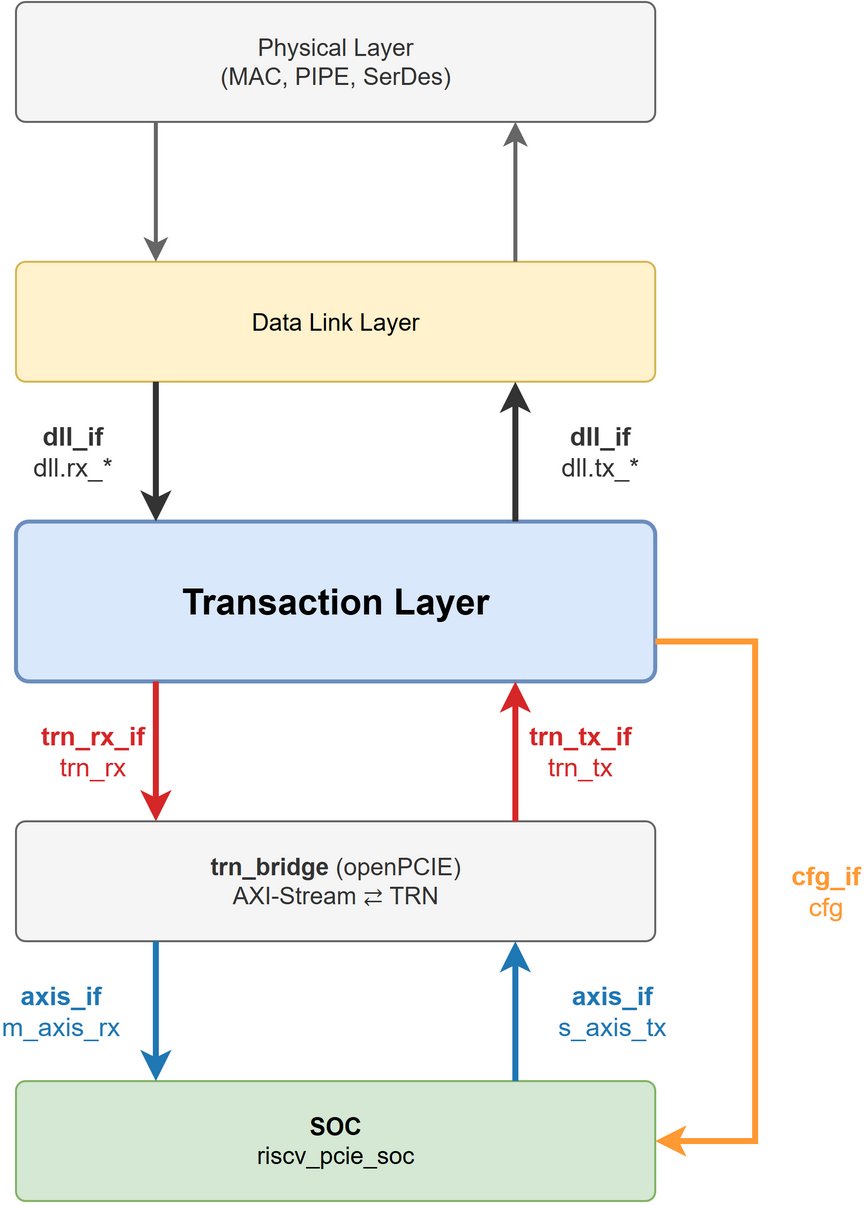 Physical Layer
(MAC, PIPE, SerDes)
Data Link Layer
dll_if
dll.rx_*
dll_if
dll.tx_*
Transaction Layer
trn_rx_if
trn_rx
trn_tx_if
trn_tx
trn_bridge (openPCIE)
AXI-Stream ⇄ TRN
cfg_if
cfg
axis_if
m_axis_rx
axis_if
s_axis_tx
SOC
riscv_pcie_soc